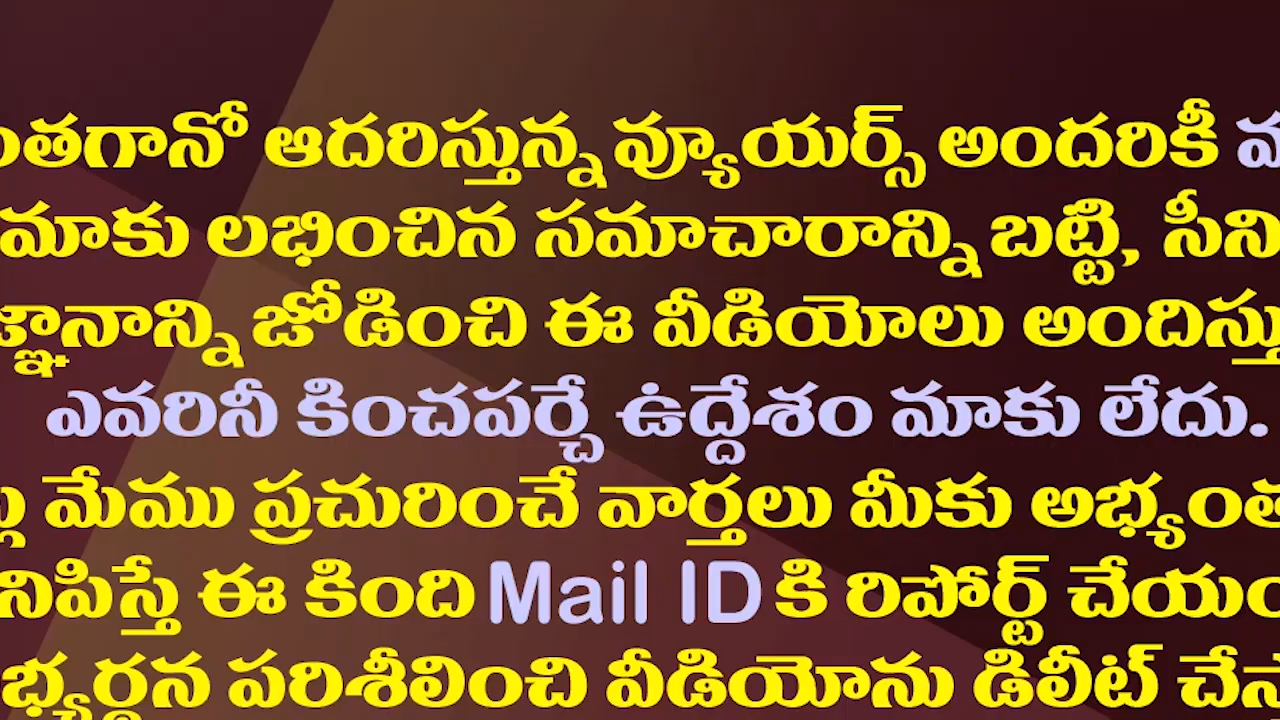 ఆదరిస్తున్న వ్యూయర్స్ అందరికీ
మాకు లభించిన సమాచారాన్ని బట్టి,
జోడించి ఈ వీడియోలు
ఎవరినీ కించపర్చే ఉద్దేశం మాకు లేదు.
మేము ప్రచురించే వార్తలు మీకు
ఈ కింది Mail ID కి రిపోర్ట్
పరిశీలించి వీడియోను డిలీట్